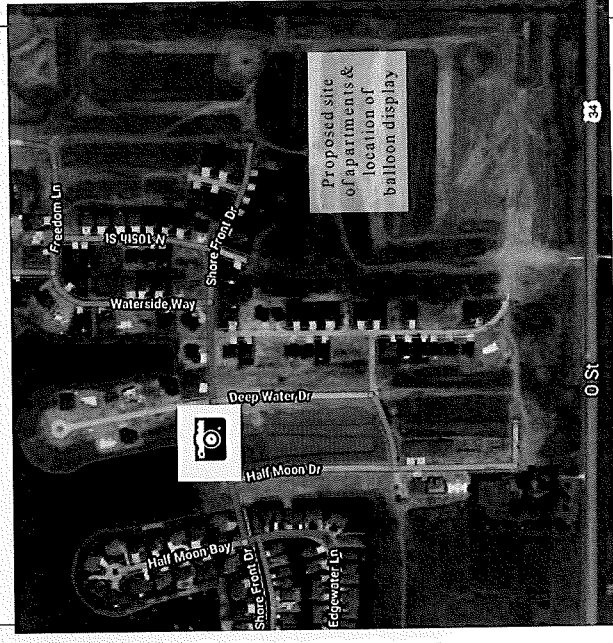 Freedom Ln
N 105th St
Waterside Way
Shore Front Dr
Proposed site
of apartments &
location of
balloon display
34
Deep Water Dr
Half Moon Dr
Half Moon Bay
Shore Front Dr
Edgewater Ln
O St